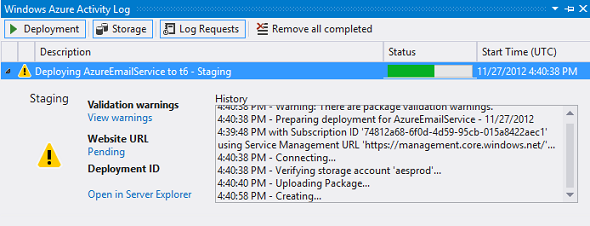 Windows Azure Activity Log
Deployment Storage Log Requests Remove all completed
Description Status Start Time (UTC)
Deploying AzureEmailService to t6 - Staging 11/27/2012 4:40:38 PM
Staging
Validation warnings
View warnings
Website URL
Pending
Deployment ID
Open in Server Explorer
History
4:40:38 PM - Warning: There are package validation warnings.
4:40:38 PM - Preparing deployment for AzureEmailService - 11/27/2012
4:39:48 PM with Subscription ID '74812a68-6f0d-4d59-95cb-015a8422aec1'
using Service Management URL 'https://management.core.windows.net/'...
4:40:38 PM - Connecting...
4:40:38 PM - Verifying storage account 'aesprod'...
4:40:40 PM - Uploading Package...
4:40:58 PM - Creating...